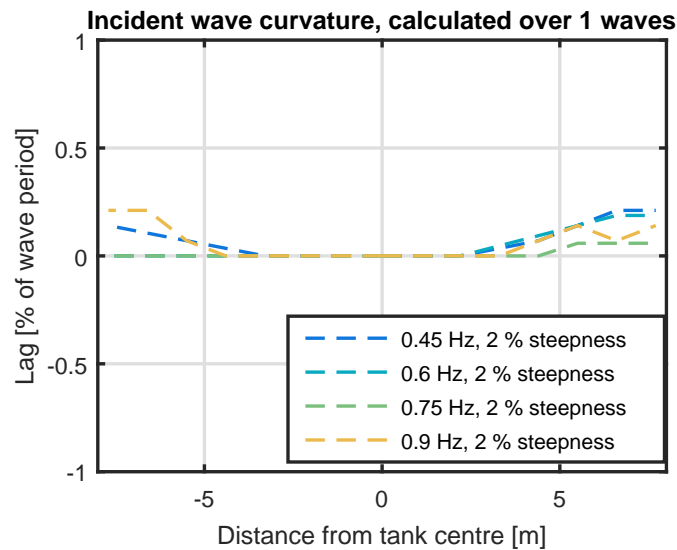 Incident wave curvature, calculated over 1 waves
Lag [% of wave period]
1
0.5
0
-0.5
-1
0.45 Hz, 2 % steepness
0.6 Hz, 2 % steepness
0.75 Hz, 2 % steepness
0.9 Hz, 2 % steepness
-5
0
5
Distance from tank centre [m]